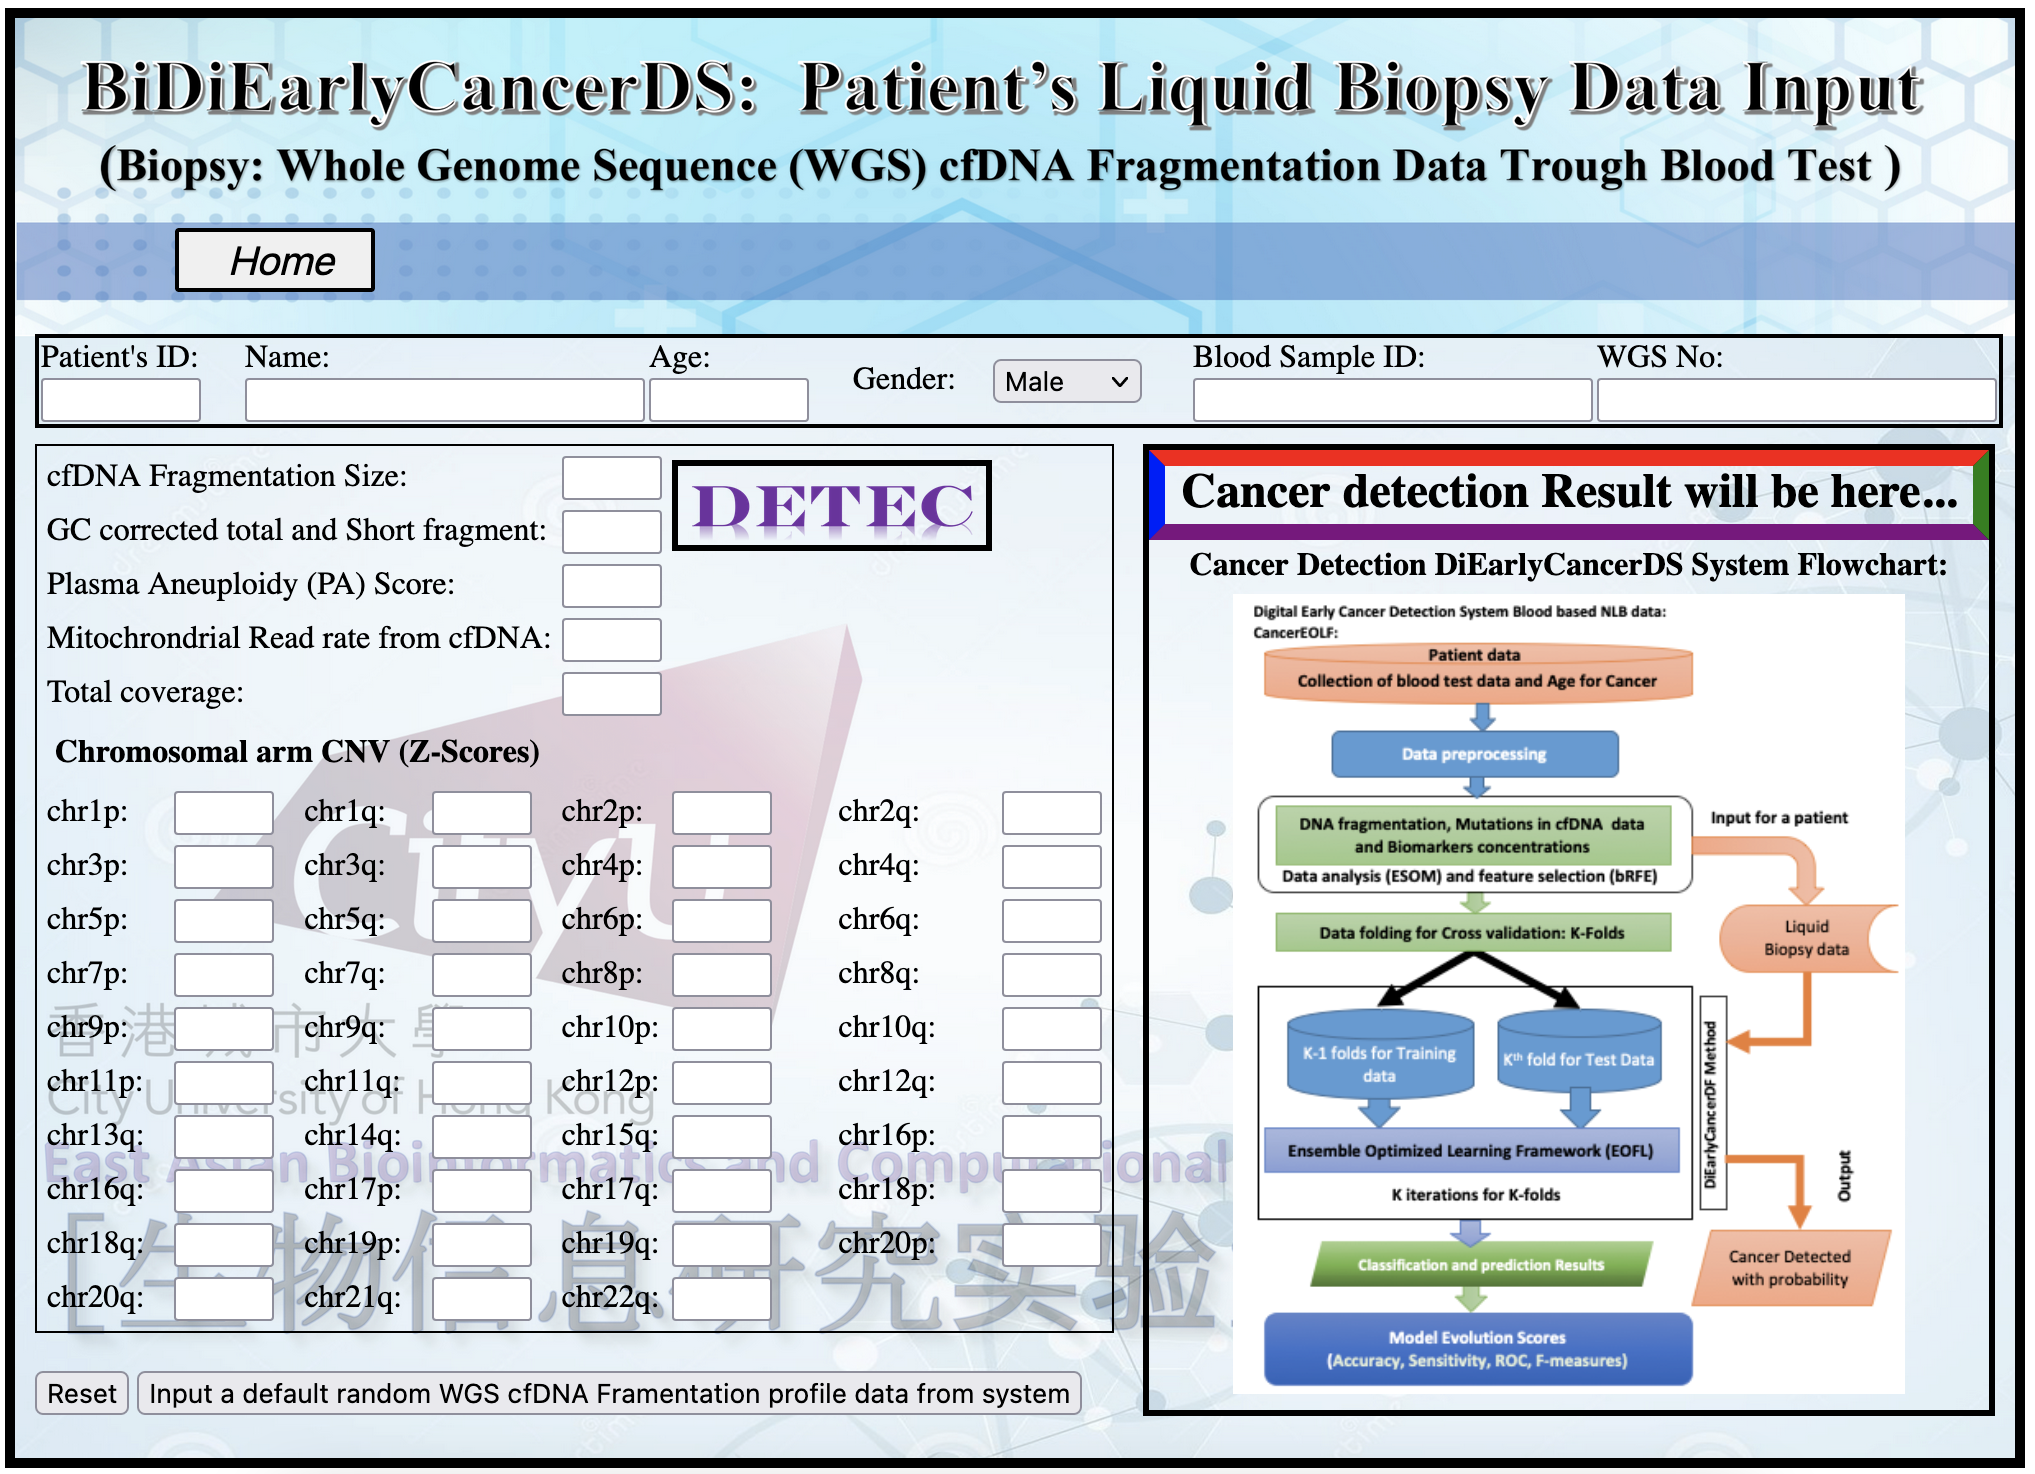 BiDiEarlyCancerDS: Patient’s Liquid Biopsy Data Input
(Biopsy: Whole Genome Sequence (WGS) cfDNA Fragmentation Data Trough Blood Test )
Home
Patient's ID:
Name:
Age:
Gender:
Male
Blood Sample ID:
WGS No:
cfDNA Fragmentation Size:
DETEC
GC corrected total and Short fragment:
Plasma Aneuploidy (PA) Score:
Mitochrondrial Read rate from cfDNA:
Total coverage:
Chromosomal arm CNV (Z-Scores)
chr1p: chr1q: chr2p: chr2q:
chr3p: chr3q: chr4p: chr4q:
chr5p: chr5q: chr6p: chr6q:
chr7p: chr7q: chr8p: chr8q:
chr9p: chr9q: chr10p: chr10q:
chr11p: chr11q: chr12p: chr12q:
chr13q: chr14q: chr15q: chr16p:
chr16q: chr17p: chr17q: chr18p:
chr18q: chr19p: chr19q: chr20p:
chr20q: chr21q: chr22q:
CityU
香港城市大學
City University of Hong Kong
East Asian Bioinformatics and Computational
[生物信息研究实验
Reset
Input a default random WGS cfDNA Framentation profile data from system
Cancer detection Result will be here...
Cancer Detection DiEarlyCancerDS System Flowchart:
Digital Early Cancer Detection System Blood based NLB data:
CancerEOLF:
Patient data
Collection of blood test data and Age for Cancer
Data preprocessing
DNA fragmentation, Mutations in cfDNA data
and Biomarkers concentrations
Data analysis (ESOM) and feature selection (bRFE)
Input for a patient
Liquid
Biopsy data
Data folding for Cross validation: K-Folds
K-1 folds for Training
data
Kth fold for Test Data
Ensemble Optimized Learning Framework (EOFL)
K iterations for K-folds
DiEarlyCancerDF Method
Output
Classification and prediction Results
Cancer Detected
with probability
Model Evolution Scores
(Accuracy, Sensitivity, ROC, F-measures)